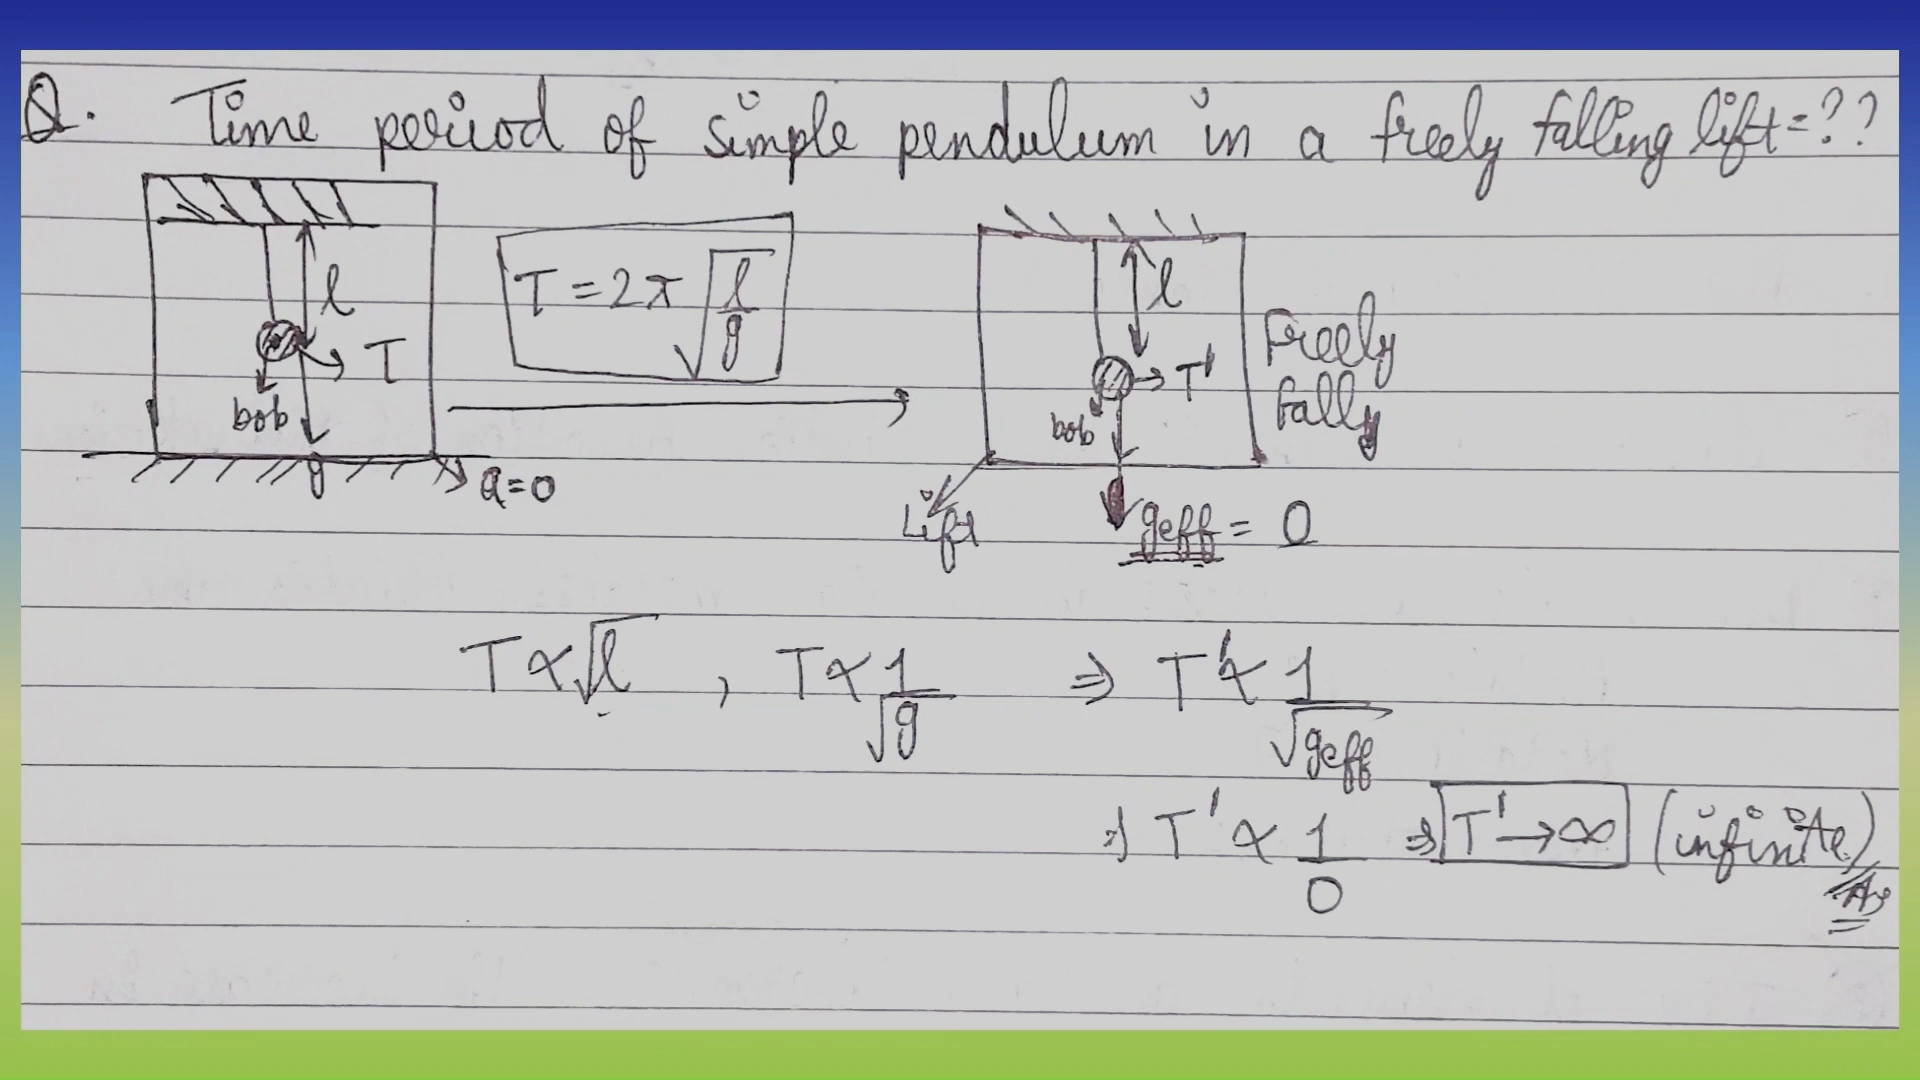 Q. Time period of simple pendulum in a freely falling lift=??
l
T
bob
g
a=0
T = 2π √(l/g)
l
T'
bob
Freely
fally
Lift
geff = 0
T ∝ √l , T ∝ 1/√g ⇒ T' ∝ 1/√geff
⇒ T' ∝ 1/0 ⇒ T' → ∞ (infinite)